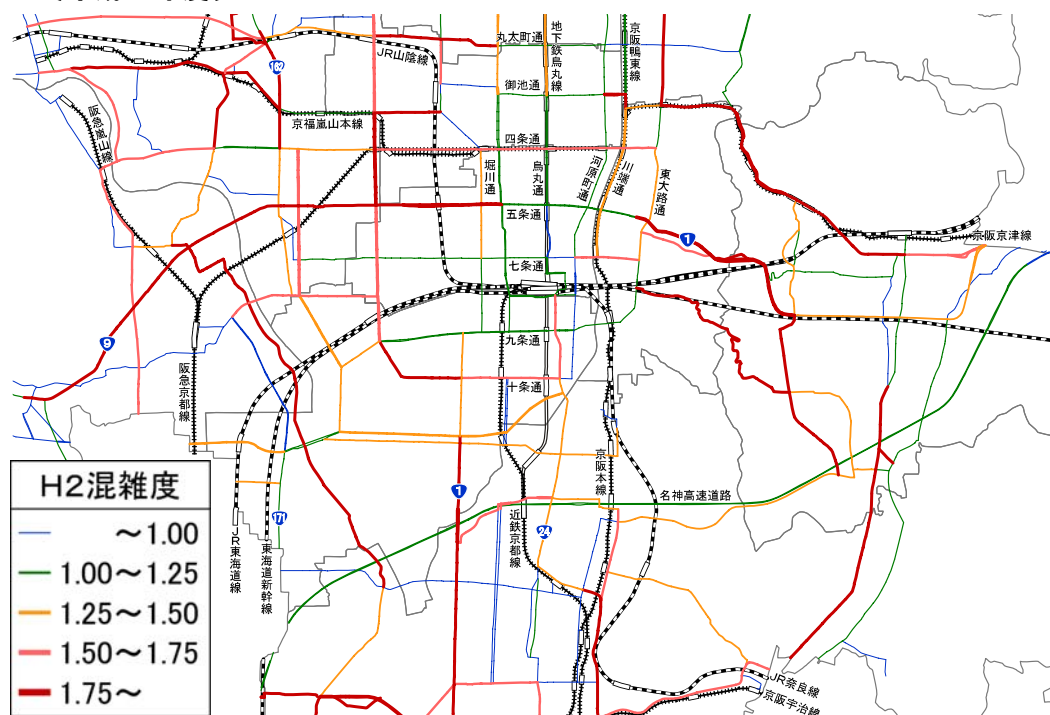 丸太町通
地下鉄烏丸線
京阪鴨東線
JR山陰線
162
御池通
阪急嵐山線
京福嵐山本線
四条通
堀川通
烏丸通
河原町通
川端通
東大路通
五条通
1
京阪京津線
七条通
9
九条通
阪急京都線
十条通
京阪本線
H2混雑度
～1.00
1.00～1.25
1.25～1.50
1.50～1.75
1.75～
1
名神高速道路
171
24
近鉄京都線
JR東海道線
東海道新幹線
JR奈良線
京阪宇治線